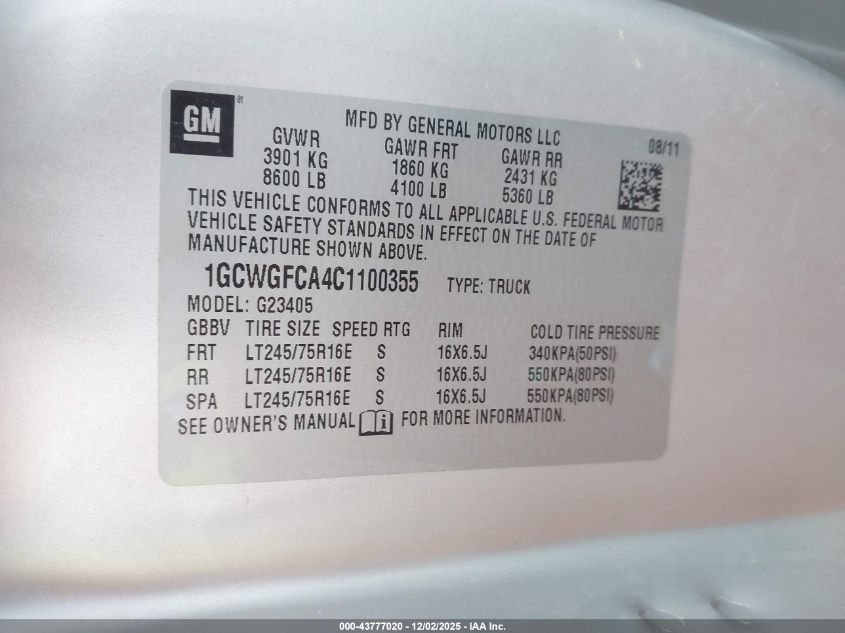 GM®
MFD BY GENERAL MOTORS LLC
08/11
GVWR GAWR FRT GAWR RR
3901 KG 1860 KG 2431 KG
8600 LB 4100 LB 5360 LB
THIS VEHICLE CONFORMS TO ALL APPLICABLE U.S. FEDERAL MOTOR
VEHICLE SAFETY STANDARDS IN EFFECT ON THE DATE OF
MANUFACTURE SHOWN ABOVE.
1GCWGFCA4C1100355 TYPE: TRUCK
MODEL: G23405
GBBV TIRE SIZE SPEED RTG RIM COLD TIRE PRESSURE
FRT LT245/75R16E S 16X6.5J 340KPA(50PSI)
RR LT245/75R16E S 16X6.5J 550KPA(80PSI)
SPA LT245/75R16E S 16X6.5J 550KPA(80PSI)
SEE OWNER'S MANUAL i FOR MORE INFORMATION.
000-43777020 - 12/02/2025 - IAA Inc.